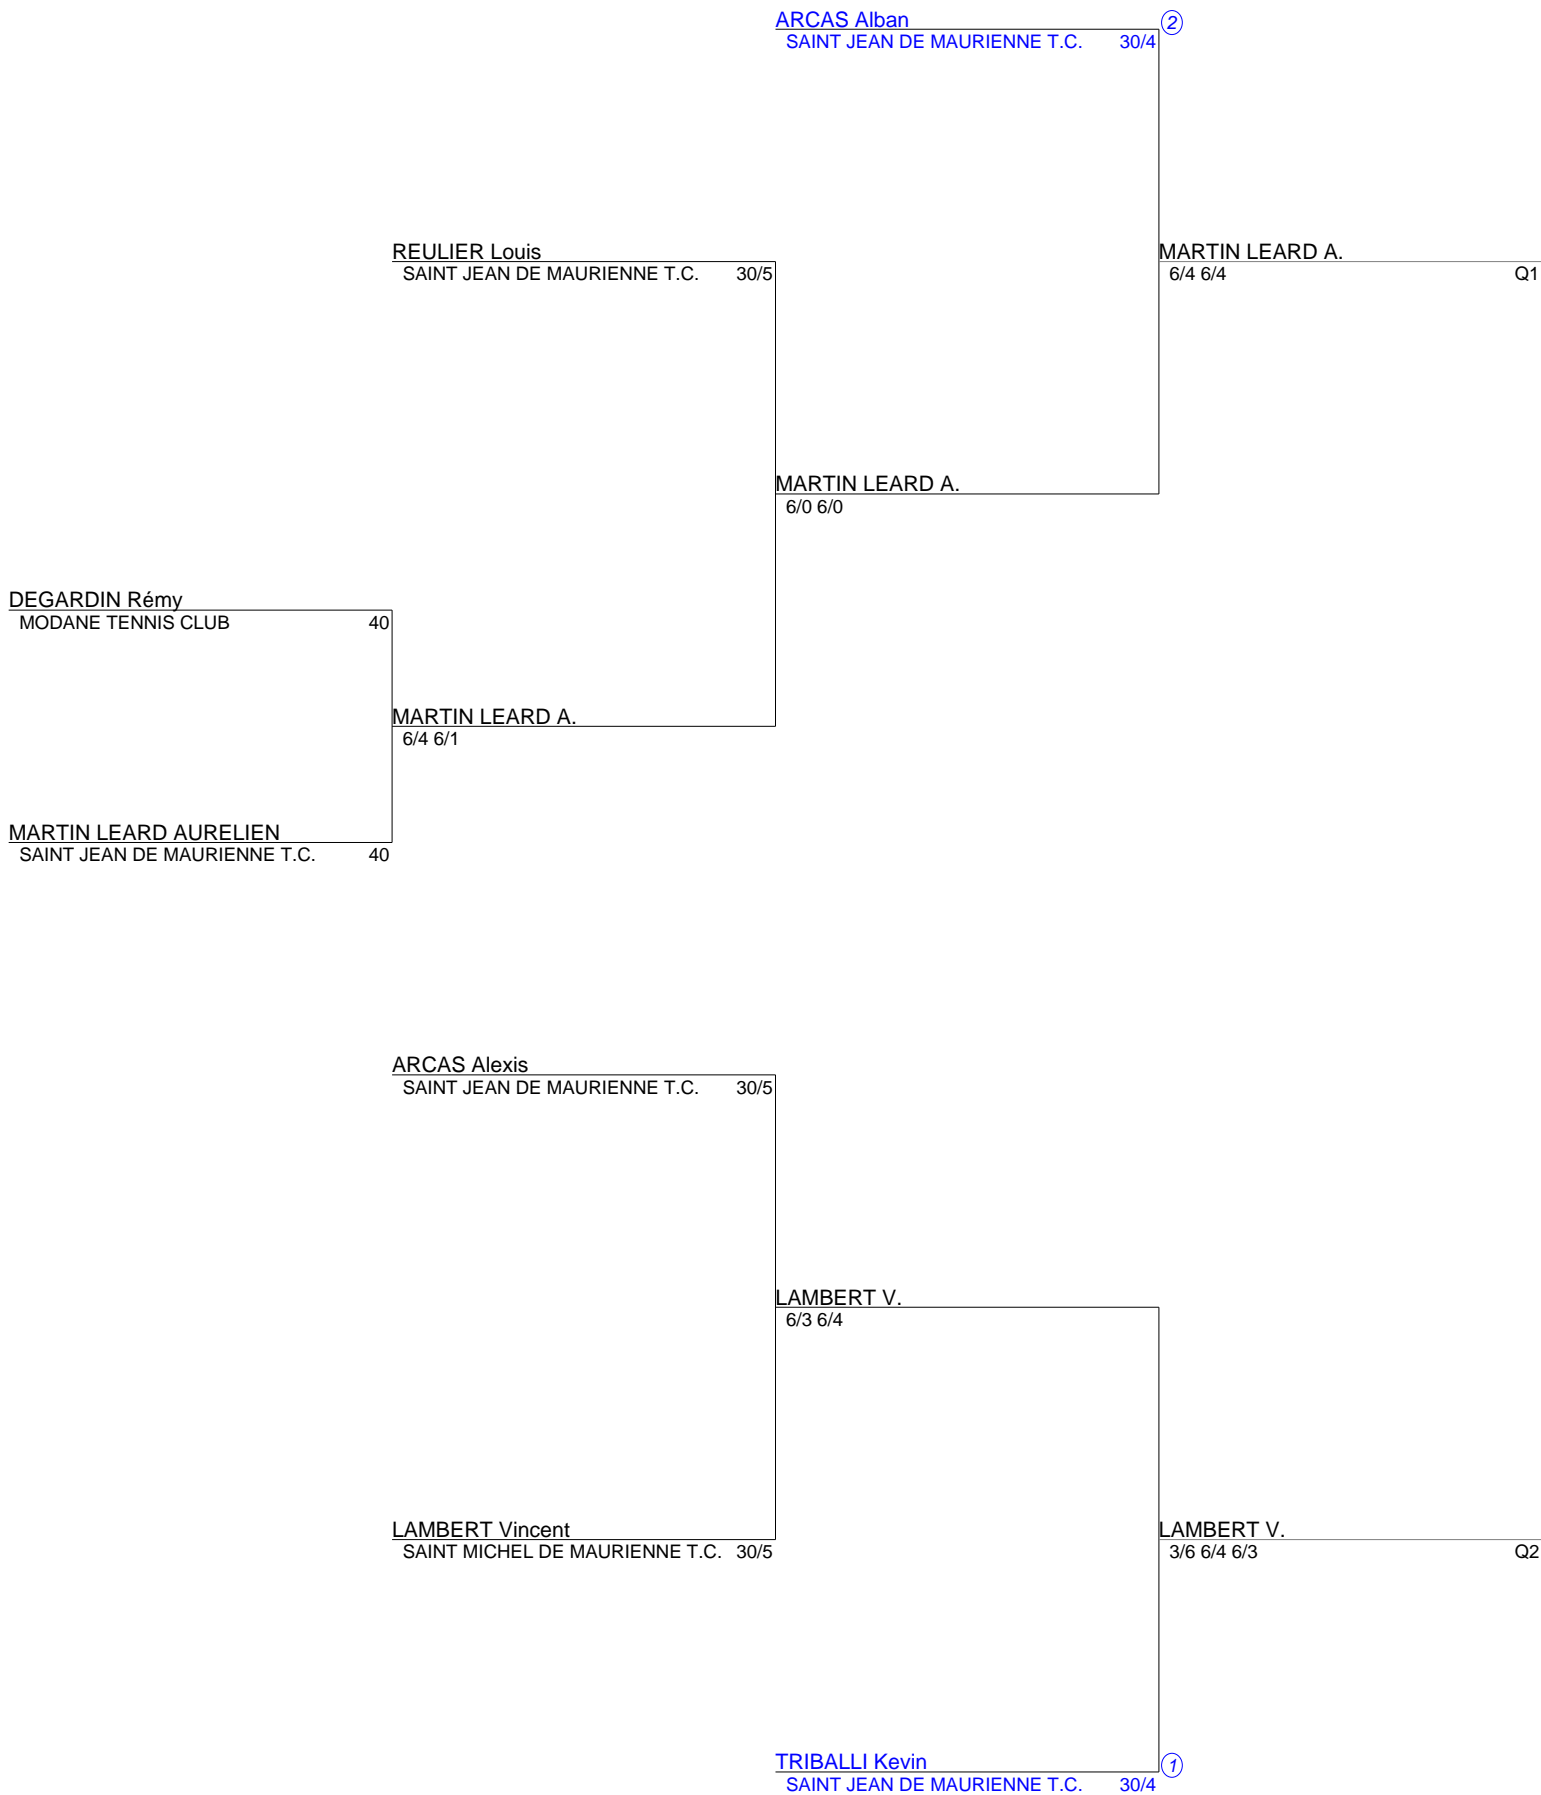 ARCAS Alban
2
SAINT JEAN DE MAURIENNE T.C. 30/4
REULIER Louis
SAINT JEAN DE MAURIENNE T.C. 30/5
MARTIN LEARD A.
6/4 6/4 Q1
MARTIN LEARD A.
6/0 6/0
DEGARDIN Rémy
MODANE TENNIS CLUB 40
MARTIN LEARD A.
6/4 6/1
MARTIN LEARD AURELIEN
SAINT JEAN DE MAURIENNE T.C. 40
ARCAS Alexis
SAINT JEAN DE MAURIENNE T.C. 30/5
LAMBERT V.
6/3 6/4
LAMBERT Vincent
SAINT MICHEL DE MAURIENNE T.C. 30/5
LAMBERT V.
3/6 6/4 6/3 Q2
TRIBALLI Kevin
1
SAINT JEAN DE MAURIENNE T.C. 30/4